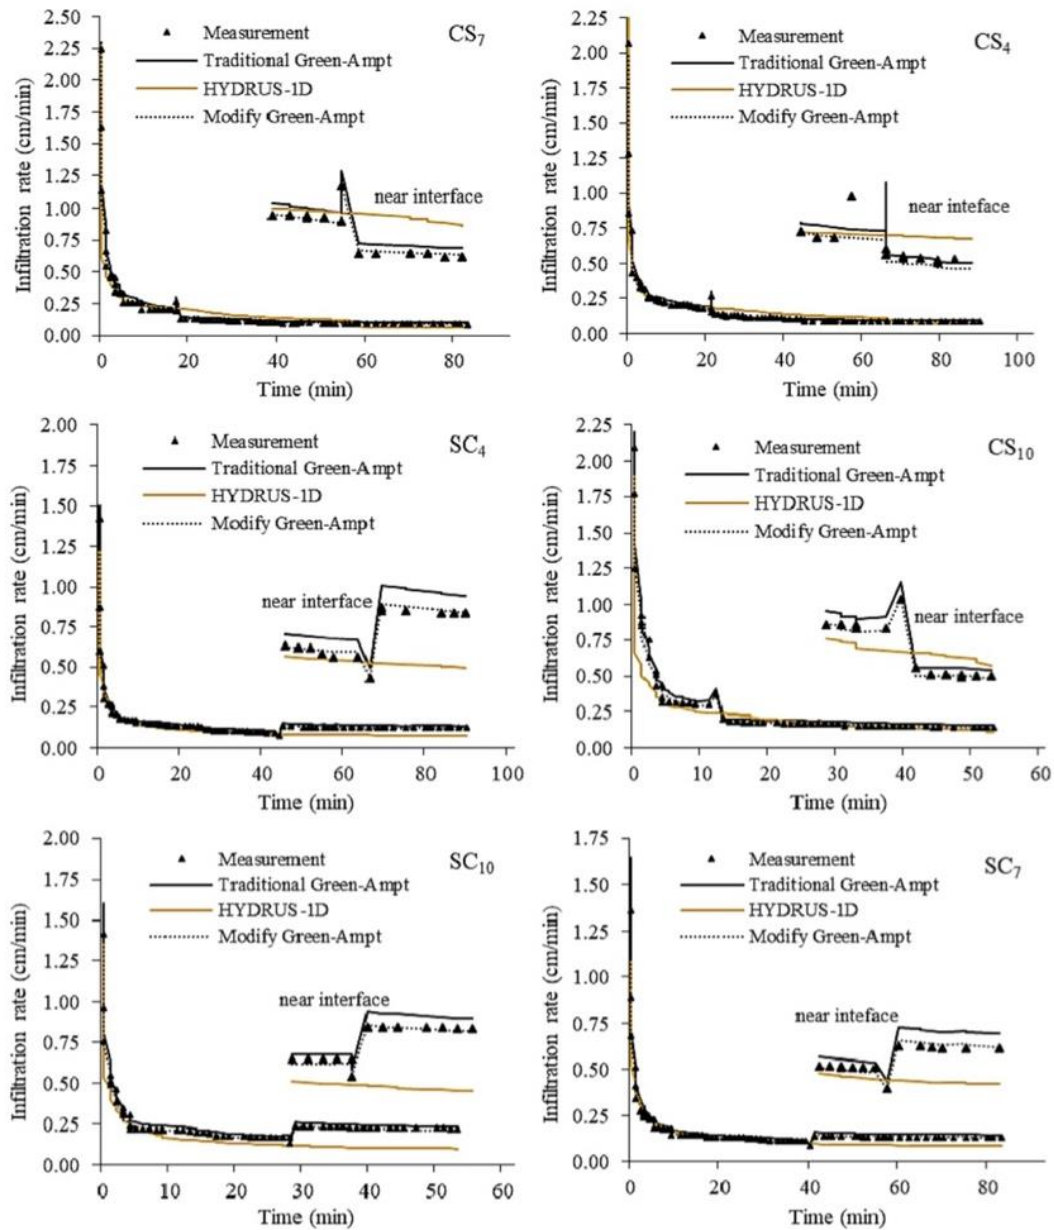 CS7
Measurement
Traditional Green-Ampt
HYDRUS-1D
Modify Green-Ampt
near interface
Infiltration rate (cm/min)
2.50
2.25
2.00
1.75
1.50
1.25
1.00
0.75
0.50
0.25
0.00
0 20 40 60 80
Time (min)
CS4
Measurement
Traditional Green-Ampt
HYDRUS-1D
Modify Green-Ampt
near inteface
Infiltration rate (cm/min)
2.25
2.00
1.75
1.50
1.25
1.00
0.75
0.50
0.25
0.00
0 20 40 60 80 100
Time (min)
SC4
Measurement
Traditional Green-Ampt
HYDRUS-1D
Modify Green-Ampt
near interface
Infiltration rate (cm/min)
2.00
1.75
1.50
1.25
1.00
0.75
0.50
0.25
0.00
0 20 40 60 80 100
Time (min)
CS10
Measurement
Traditional Green-Ampt
HYDRUS-1D
Modify Green-Ampt
near interface
Infiltration rate (cm/min)
2.25
2.00
1.75
1.50
1.25
1.00
0.75
0.50
0.25
0.00
0 10 20 30 40 50 60
Time (min)
SC10
Measurement
Traditional Green-Ampt
HYDRUS-1D
Modify Green-Ampt
near interface
Infiltration rate (cm/min)
2.00
1.75
1.50
1.25
1.00
0.75
0.50
0.25
0.00
0 10 20 30 40 50 60
Time (min)
SC7
Measurement
Traditional Green-Ampt
HYDRUS-1D
Modify Green-Ampt
near inteface
Infiltration rate (cm/min)
1.75
1.50
1.25
1.00
0.75
0.50
0.25
0.00
0 20 40 60 80
Time (min)